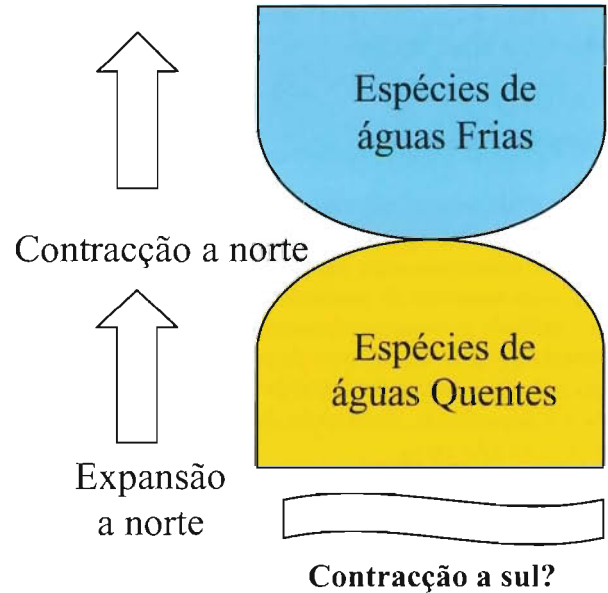 Espécies de
águas Frias
Contracção a norte
Espécies de
águas Quentes
Expansão
a norte
Contracção a sul?